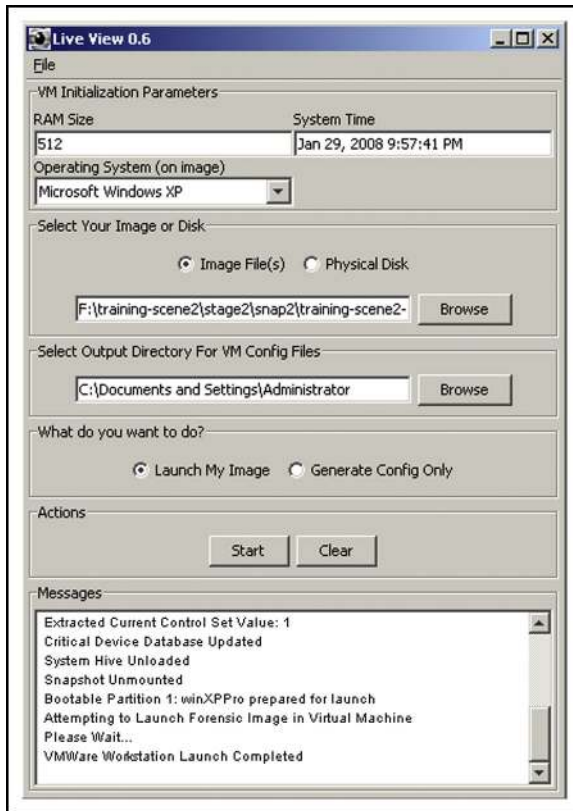 Live View 0.6
File
VM Initialization Parameters
RAM Size
System Time
512
Jan 29, 2008 9:57:41 PM
Operating System (on image)
Microsoft Windows XP
Select Your Image or Disk
Image File(s)
Physical Disk
F:\training-scene2\stage2\snap2\training-scene2-
Browse
Select Output Directory For VM Config Files
C:\Documents and Settings\Administrator
Browse
What do you want to do?
Launch My Image
Generate Config Only
Actions
Start
Clear
Messages
Extracted Current Control Set Value: 1
Critical Device Database Updated
System Hive Unloaded
Snapshot Unmounted
Bootable Partition 1: winXPPro prepared for launch
Attempting to Launch Forensic Image in Virtual Machine
Please Wait...
VMWare Workstation Launch Completed